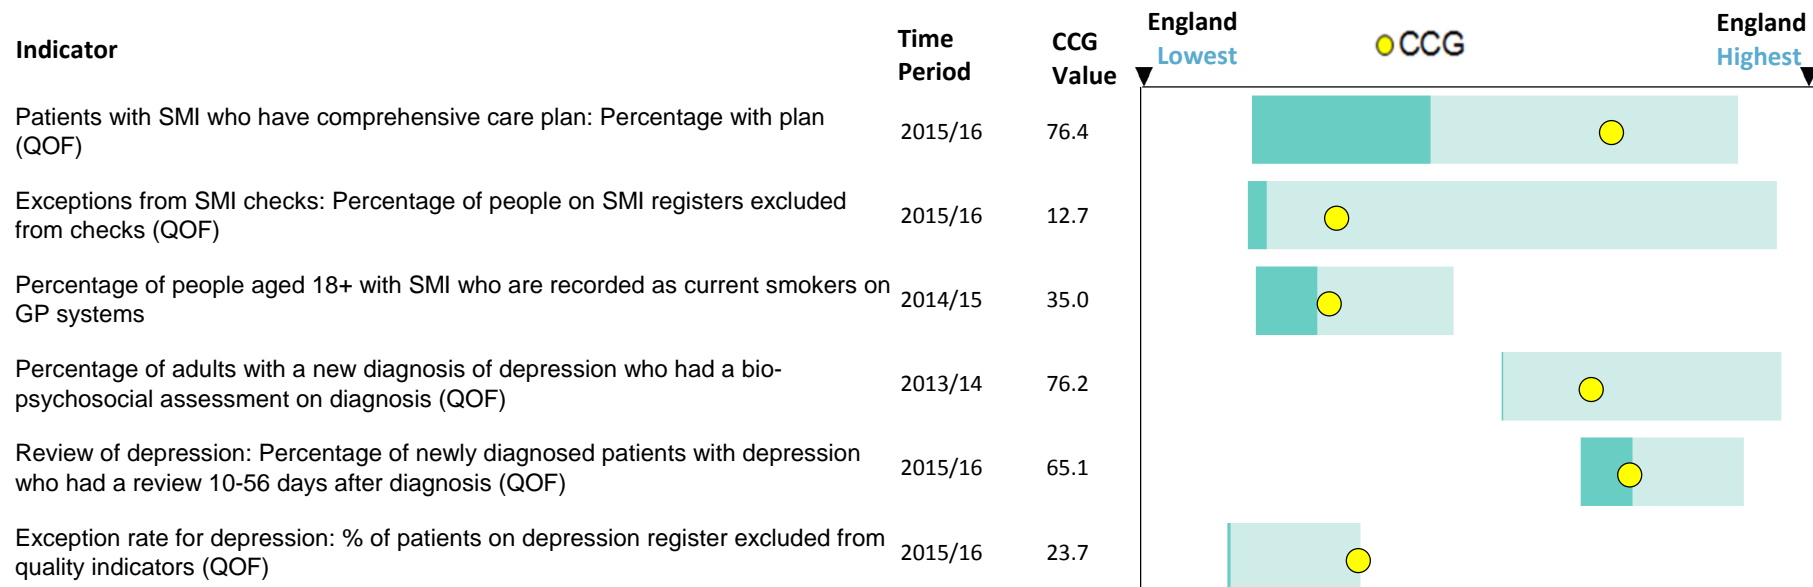 Indicator
Time
Period
CCG
Value
England
Lowest
CCG
England
Highest
Patients with SMI who have comprehensive care plan: Percentage with plan
(QOF)
2015/16
76.4
Exceptions from SMI checks: Percentage of people on SMI registers excluded
from checks (QOF)
2015/16
12.7
Percentage of people aged 18+ with SMI who are recorded as current smokers on
GP systems
2014/15
35.0
Percentage of adults with a new diagnosis of depression who had a bio-
psychosocial assessment on diagnosis (QOF)
2013/14
76.2
Review of depression: Percentage of newly diagnosed patients with depression
who had a review 10-56 days after diagnosis (QOF)
2015/16
65.1
Exception rate for depression: % of patients on depression register excluded from
quality indicators (QOF)
2015/16
23.7